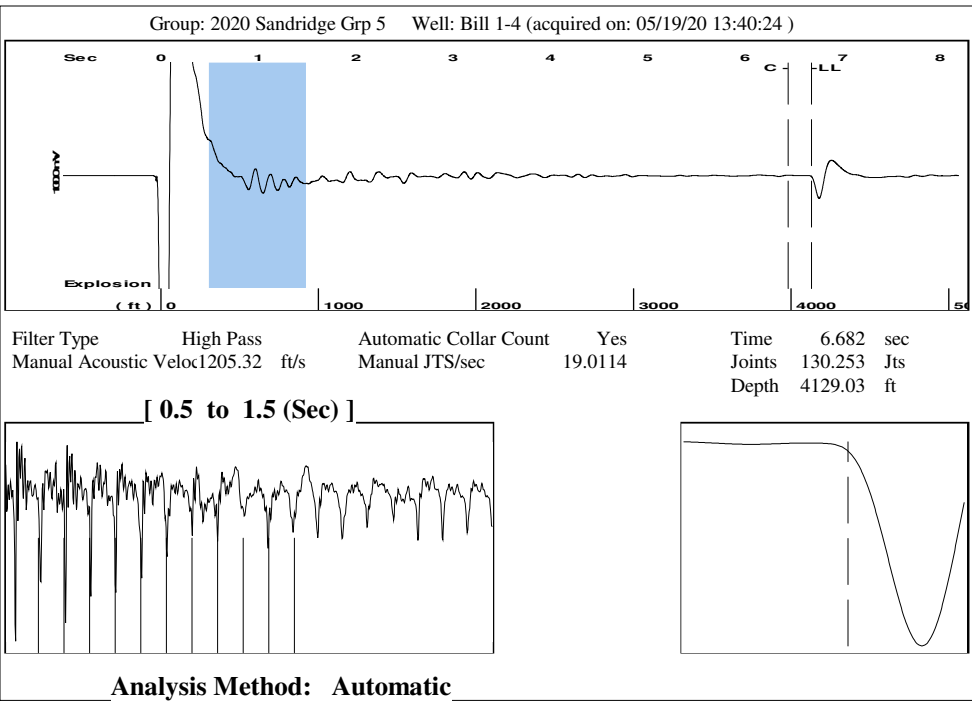 Group: 2020 Sandridge Grp 5 Well: Bill 1-4 (acquired on: 05/19/20 13:40:24 )
Sec 0 1 2 3 4 5 6 7 8
C LL
Explosion
(ft) 0 1000 2000 3000 4000
Filter Type High Pass Automatic Collar Count Yes Time 6.682 sec
Manual Acoustic Veloc1205.32 ft/s Manual JTS/sec 19.0114 Joints 130.253 Jts
Depth 4129.03 ft
[ 0.5 to 1.5 (Sec) ]
Analysis Method: Automatic